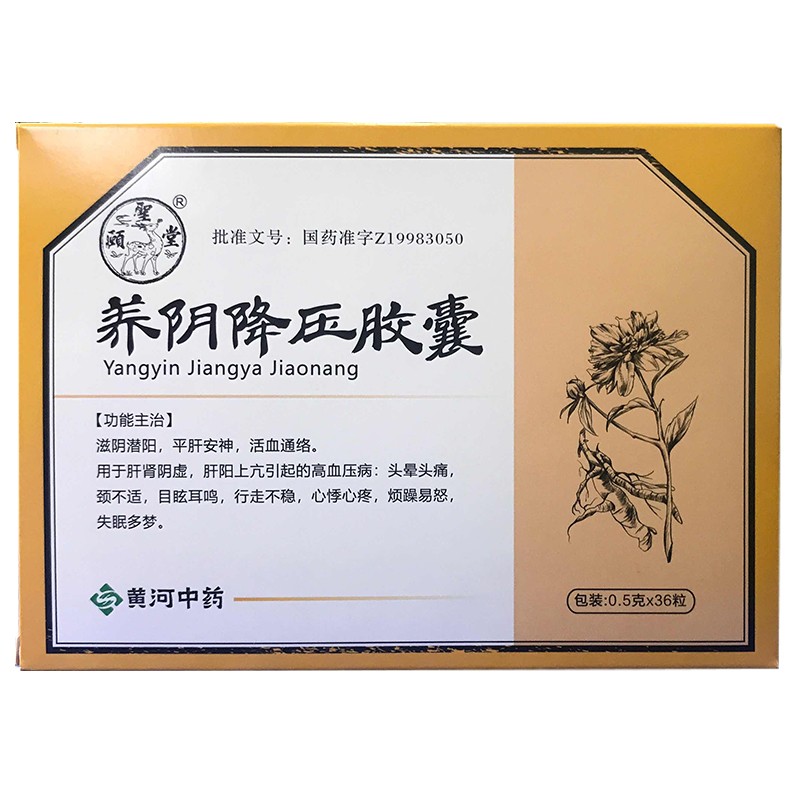 頤聖堂
®
批准文号：国药准字Z19983050
养阴降压胶囊
Yangyin Jiangya Jiaonang
【功能主治】
滋阴潜阳，平肝安神，活血通络。
用于肝肾阴虚，肝阳上亢引起的高血压病：头晕头痛，
颈不适，目眩耳鸣，行走不稳，心悸心疼，烦躁易怒，
失眠多梦。
黄河中药
包装:0.5克x36粒